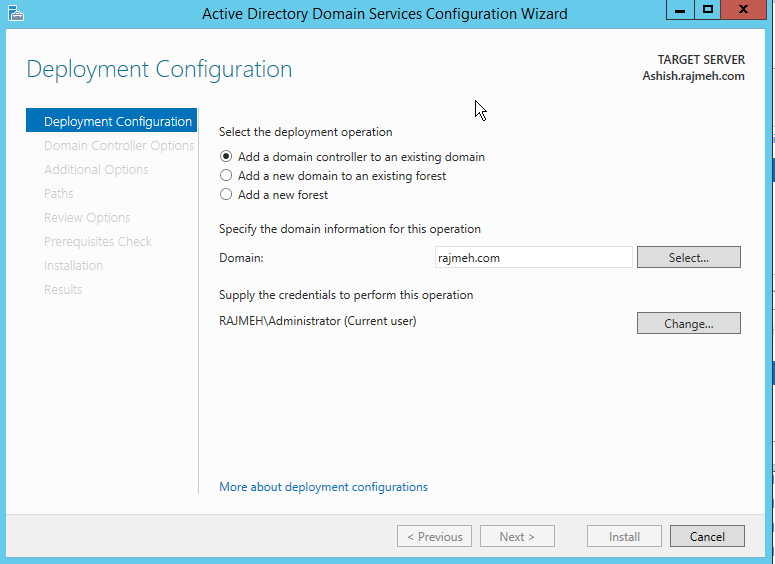 Active Directory Domain Services Configuration Wizard
Deployment Configuration
TARGET SERVER
Ashish.rajmeh.com
Deployment Configuration
Domain Controller Options
Additional Options
Paths
Review Options
Prerequisites Check
Installation
Results
Select the deployment operation
Add a domain controller to an existing domain
Add a new domain to an existing forest
Add a new forest
Specify the domain information for this operation
Domain: rajmeh.com Select...
Supply the credentials to perform this operation
RAJMEH\Administrator (Current user) Change...
More about deployment configurations
< Previous Next > Install Cancel